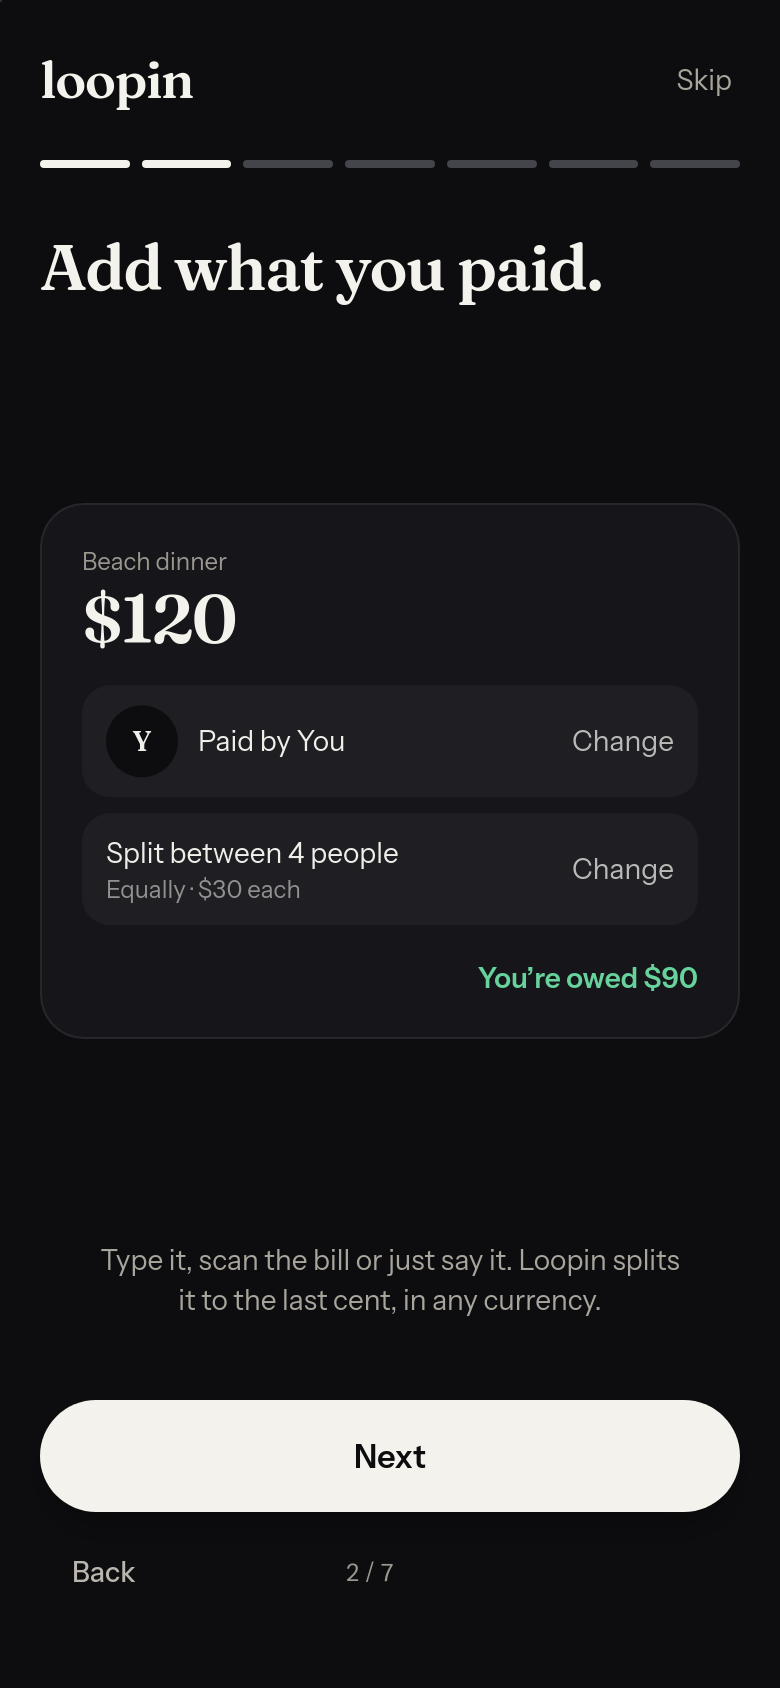 loopin
Skip
Add what you paid.
Beach dinner
$120
Y
Paid by You
Change
Split between 4 people
Equally · $30 each
Change
You’re owed $90
Type it, scan the bill or just say it. Loopin splits
it to the last cent, in any currency.
Next
Back
2 / 7